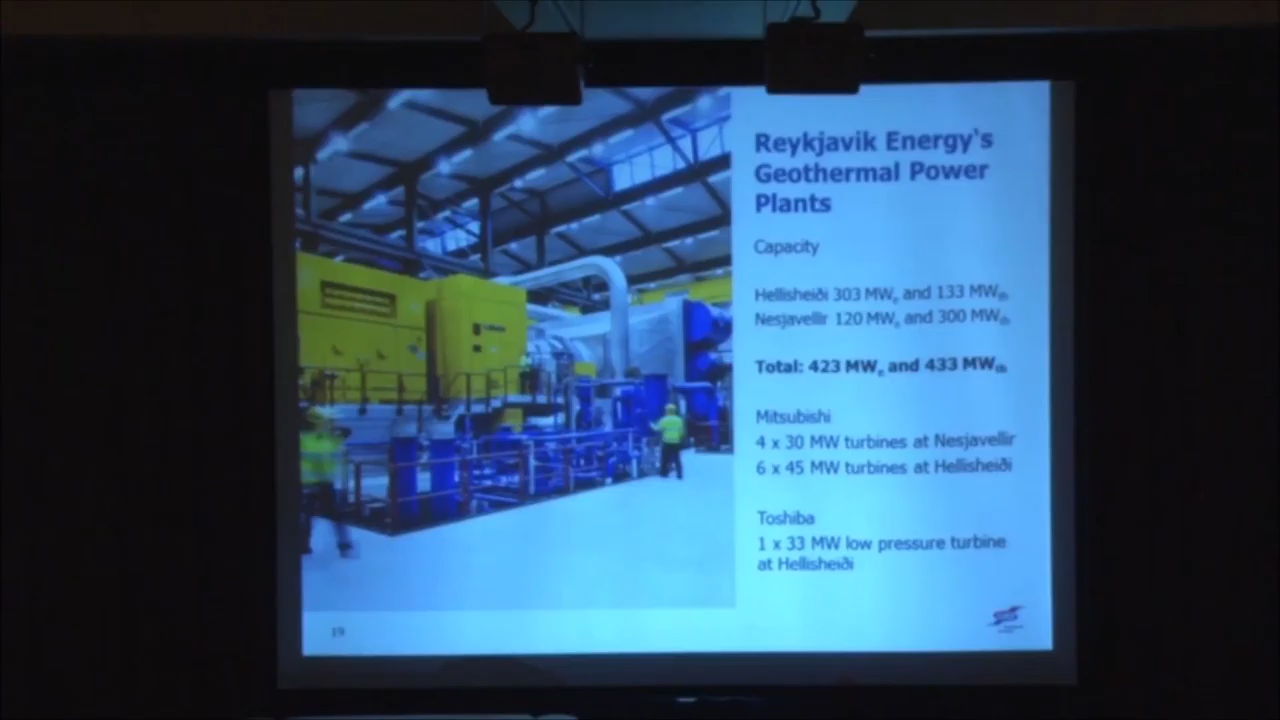 Reykjavik Energy's
Geothermal Power
Plants
Capacity
Hellisheiði 303 MWe and 133 MWth
Nesjavellir 120 MWe and 300 MWth
Total: 423 MWe and 433 MWth
Mitsubishi
4 x 30 MW turbines at Nesjavellir
6 x 45 MW turbines at Hellisheiði
Toshiba
1 x 33 MW low pressure turbine
at Hellisheiði
19